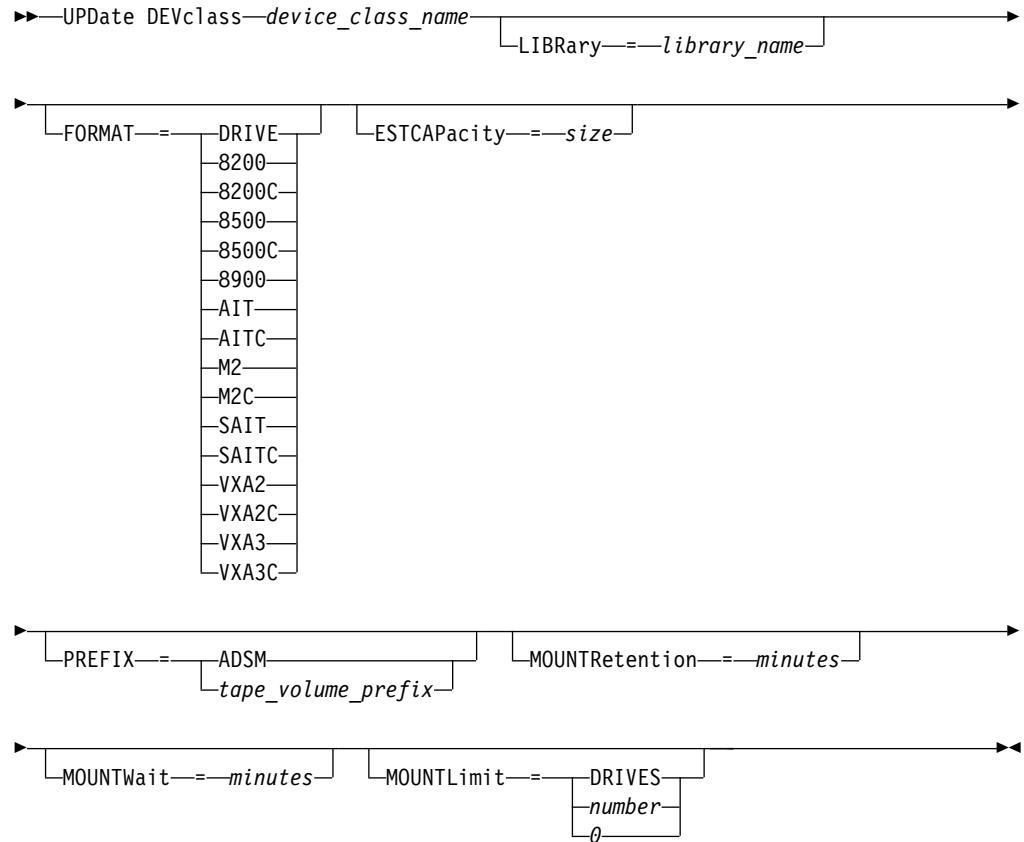 UPDate DEVclass device_class_name
LIBRary = library_name
FORMAT = DRIVE ESTCAPacity = size
8200
8200C
8500
8500C
8900
AIT
AITC
M2
M2C
SAIT
SAITC
VXA2
VXA2C
VXA3
VXA3C
PREFIX = ADSM MOUNTRetention = minutes
tape_volume_prefix
MOUNTWait = minutes MOUNTLimit = DRIVES
number
0